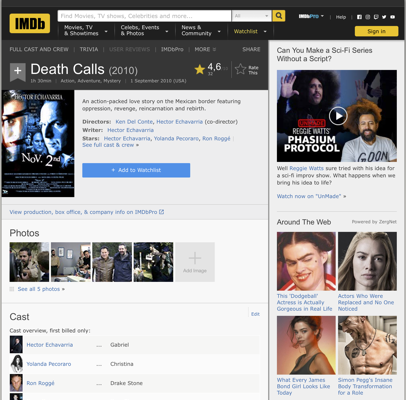 IMDb
Find Movies, TV shows, Celebrities and more...
All
IMDbPro
Help
Movies, TV & Showtimes
Celebs, Events & Photos
News & Community
Watchlist
Sign in
FULL CAST AND CREW | TRIVIA | USER REVIEWS | IMDbPro | MORE
SHARE
Death Calls (2010)
4,6
Rate This
1h 30min | Action, Adventure, Mystery | 1 September 2010 (USA)
HECTOR ECHAVARRIA
NOV. 2nd
An action-packed love story on the Mexican border featuring oppression, revenge, reincarnation and rebirth.
Directors: Ken Del Conto, Hector Echavarria (co-director)
Writer: Hector Echavarria
Stars: Hector Echavarria, Yolanda Pecoraro, Ron Roggé |
See full cast & crew »
+ Add to Watchlist
View production, box office, & company info on IMDbPro
Photos
Add Image
See all 5 photos »
Cast
Edit
Cast overview, first billed only:
Hector Echavarria ... Gabriel
Yolanda Pecoraro ... Christina
Ron Roggé ... Drake Stone
Can You Make a Sci-Fi Series Without a Script?
REGGIE WATTS'
PHASIUM
PROTOCOL
Well Reggie Watts sure tried with his idea for a sci-fi improv show. What happens when we bring his idea to life?
Watch now on "UnMade" »
Around The Web
Powered by ZergNet
This 'Dodgeball' Actress is Actually Gorgeous in Real Life
Actors Who Were Replaced and No One Noticed
What Every James Bond Girl Looks Like Today
Simon Pegg's Insane Body Transformation for a Role